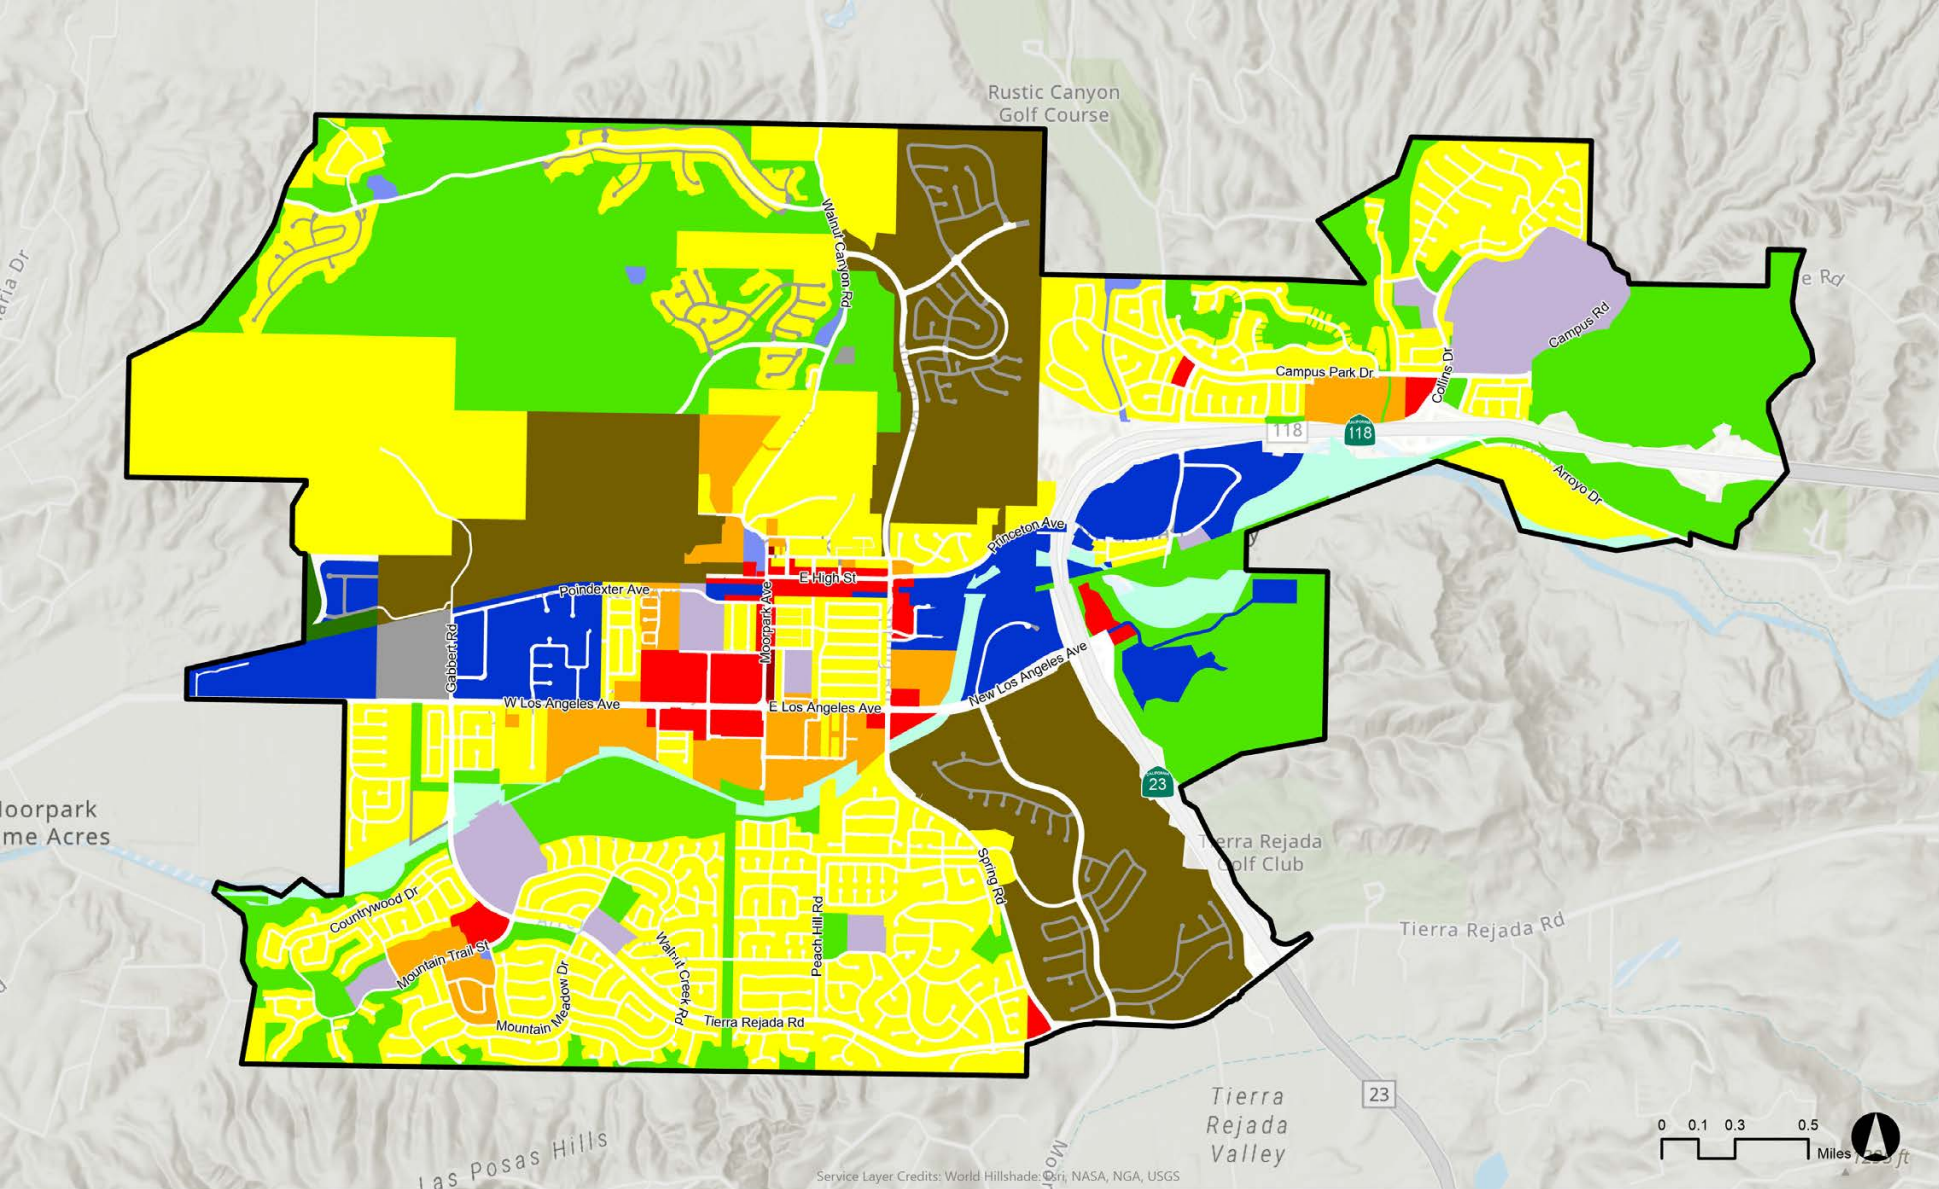 Rustic Canyon
Golf Course
Walnut Canyon Rd
Campus Rd
Campus Park Dr
Collins Dr
118
118
Arroyo Dr
Princeton Ave
E High St
Poindexter Ave
Moorpark Ave
Gabbert Rd
New Los Angeles Ave
W Los Angeles Ave
E Los Angeles Ave
CALIFORNIA
23
Tierra Rejada
Golf Club
Spring Rd
Countrywood Dr
Peach Hill Rd
Walnut Creek Rd
Mountain Trail St
Mountain Meadow Dr
Tierra Rejada Rd
Tierra Rejada Rd
23
Tierra
Rejada
Valley
Las Posas Hills
0 0.1 0.3 0.5
Miles
Service Layer Credits: World Hillshade: Esri, NASA, NGA, USGS